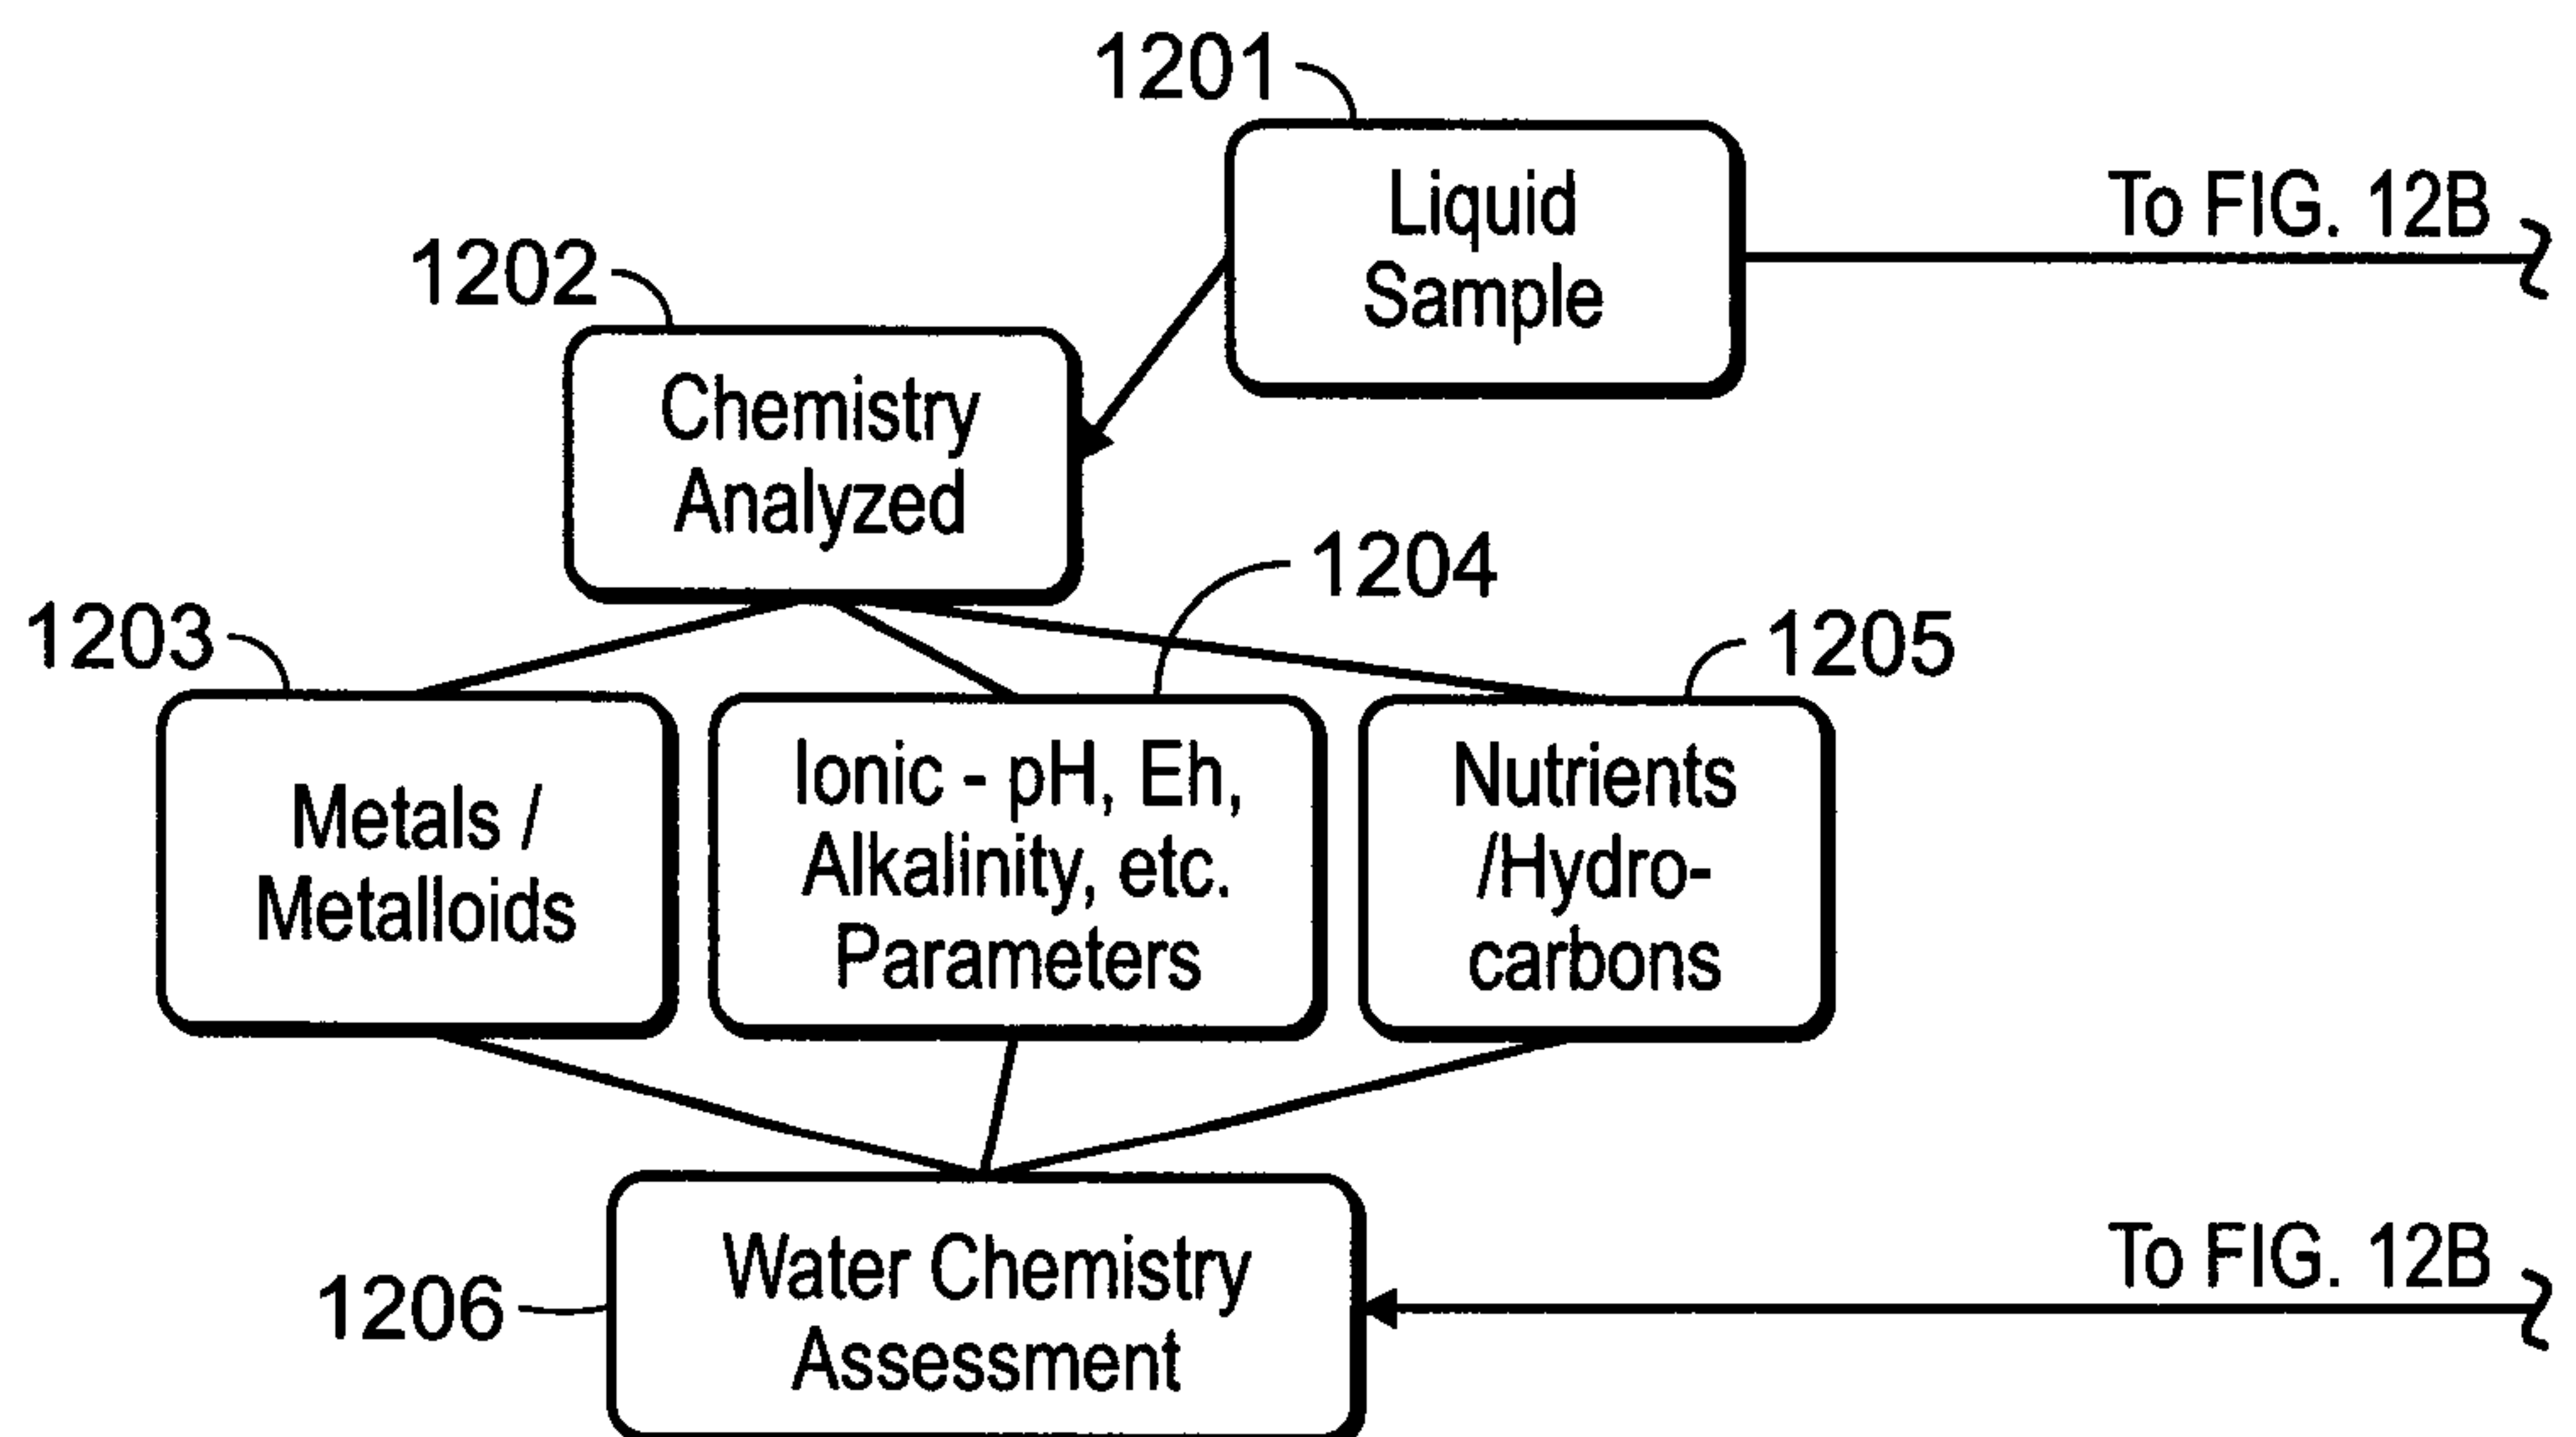 1201
Liquid
Sample
To FIG. 12B
1202
Chemistry
Analyzed
1203
1204
1205
Metals /
Metalloids
Ionic - pH, Eh,
Alkalinity, etc.
Parameters
Nutrients
/Hydro-
carbons
1206
Water Chemistry
Assessment
To FIG. 12B